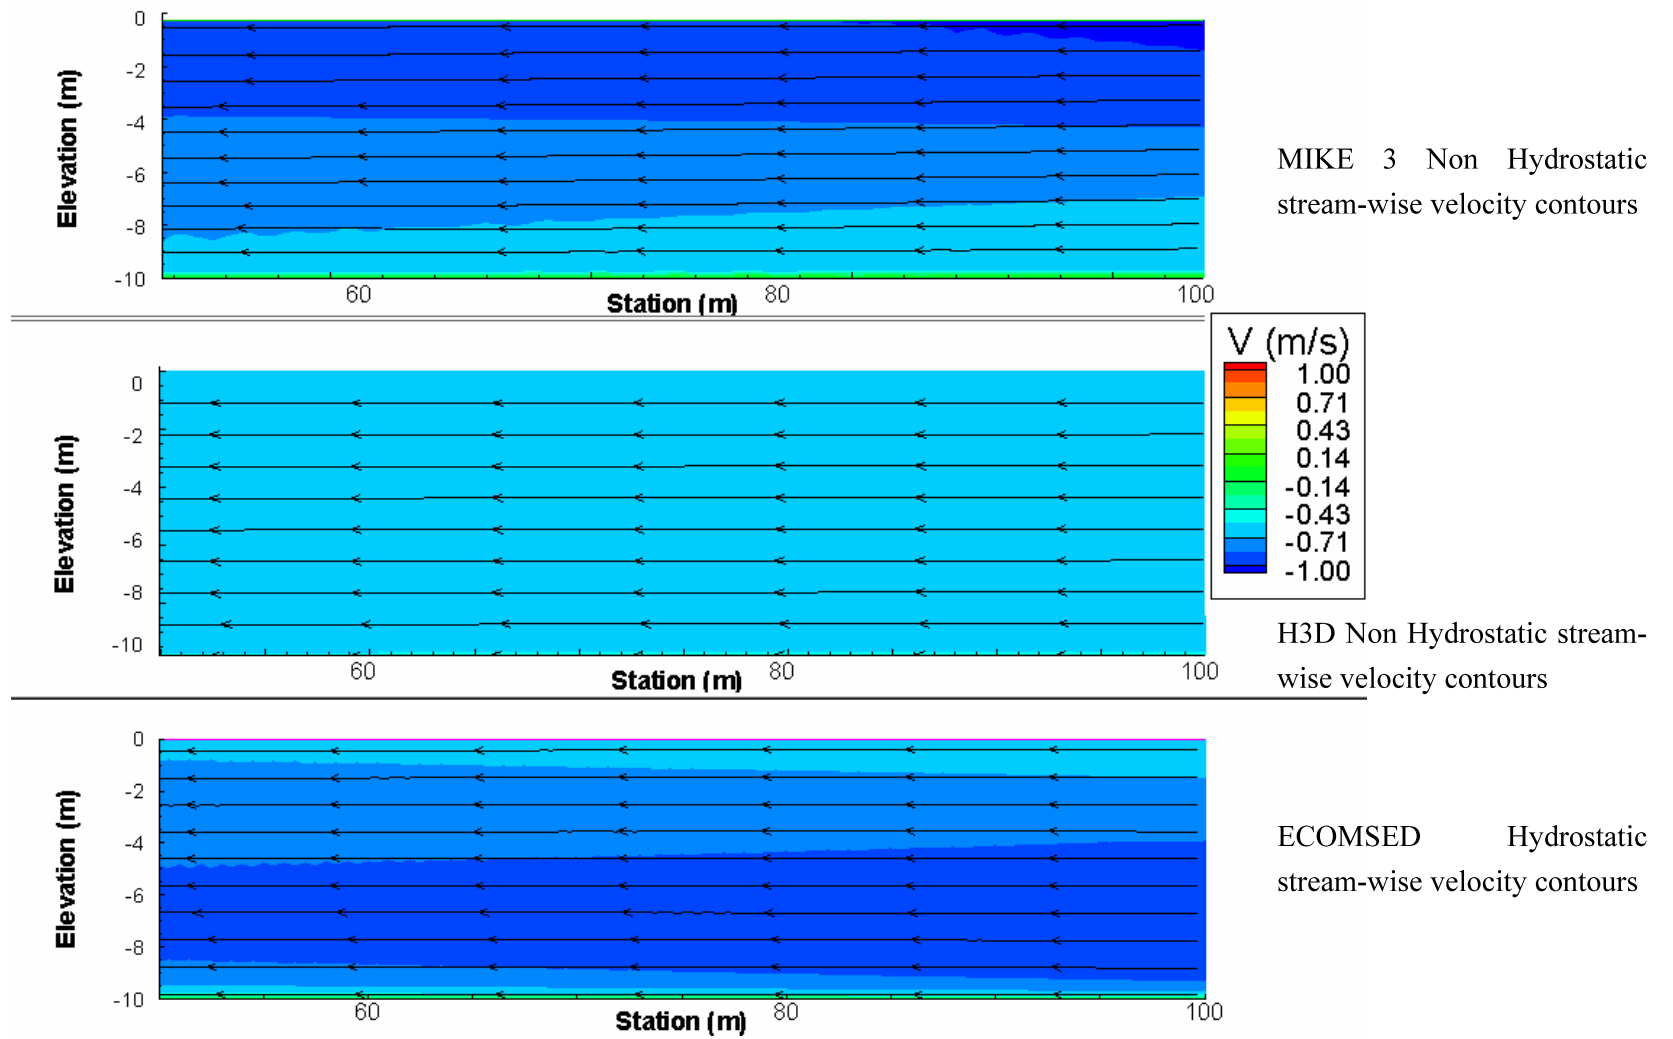 0
-2
-4
-6
-8
-10
Elevation (m)
60
80
100
Station (m)
MIKE 3 Non Hydrostatic
stream-wise velocity contours
0
-2
-4
-6
-8
-10
Elevation (m)
60
80
100
Station (m)
V (m/s)
1.00
0.71
0.43
0.14
-0.14
-0.43
-0.71
-1.00
H3D Non Hydrostatic stream-
wise velocity contours
0
-2
-4
-6
-8
-10
Elevation (m)
60
80
100
Station (m)
ECOMSED Hydrostatic
stream-wise velocity contours